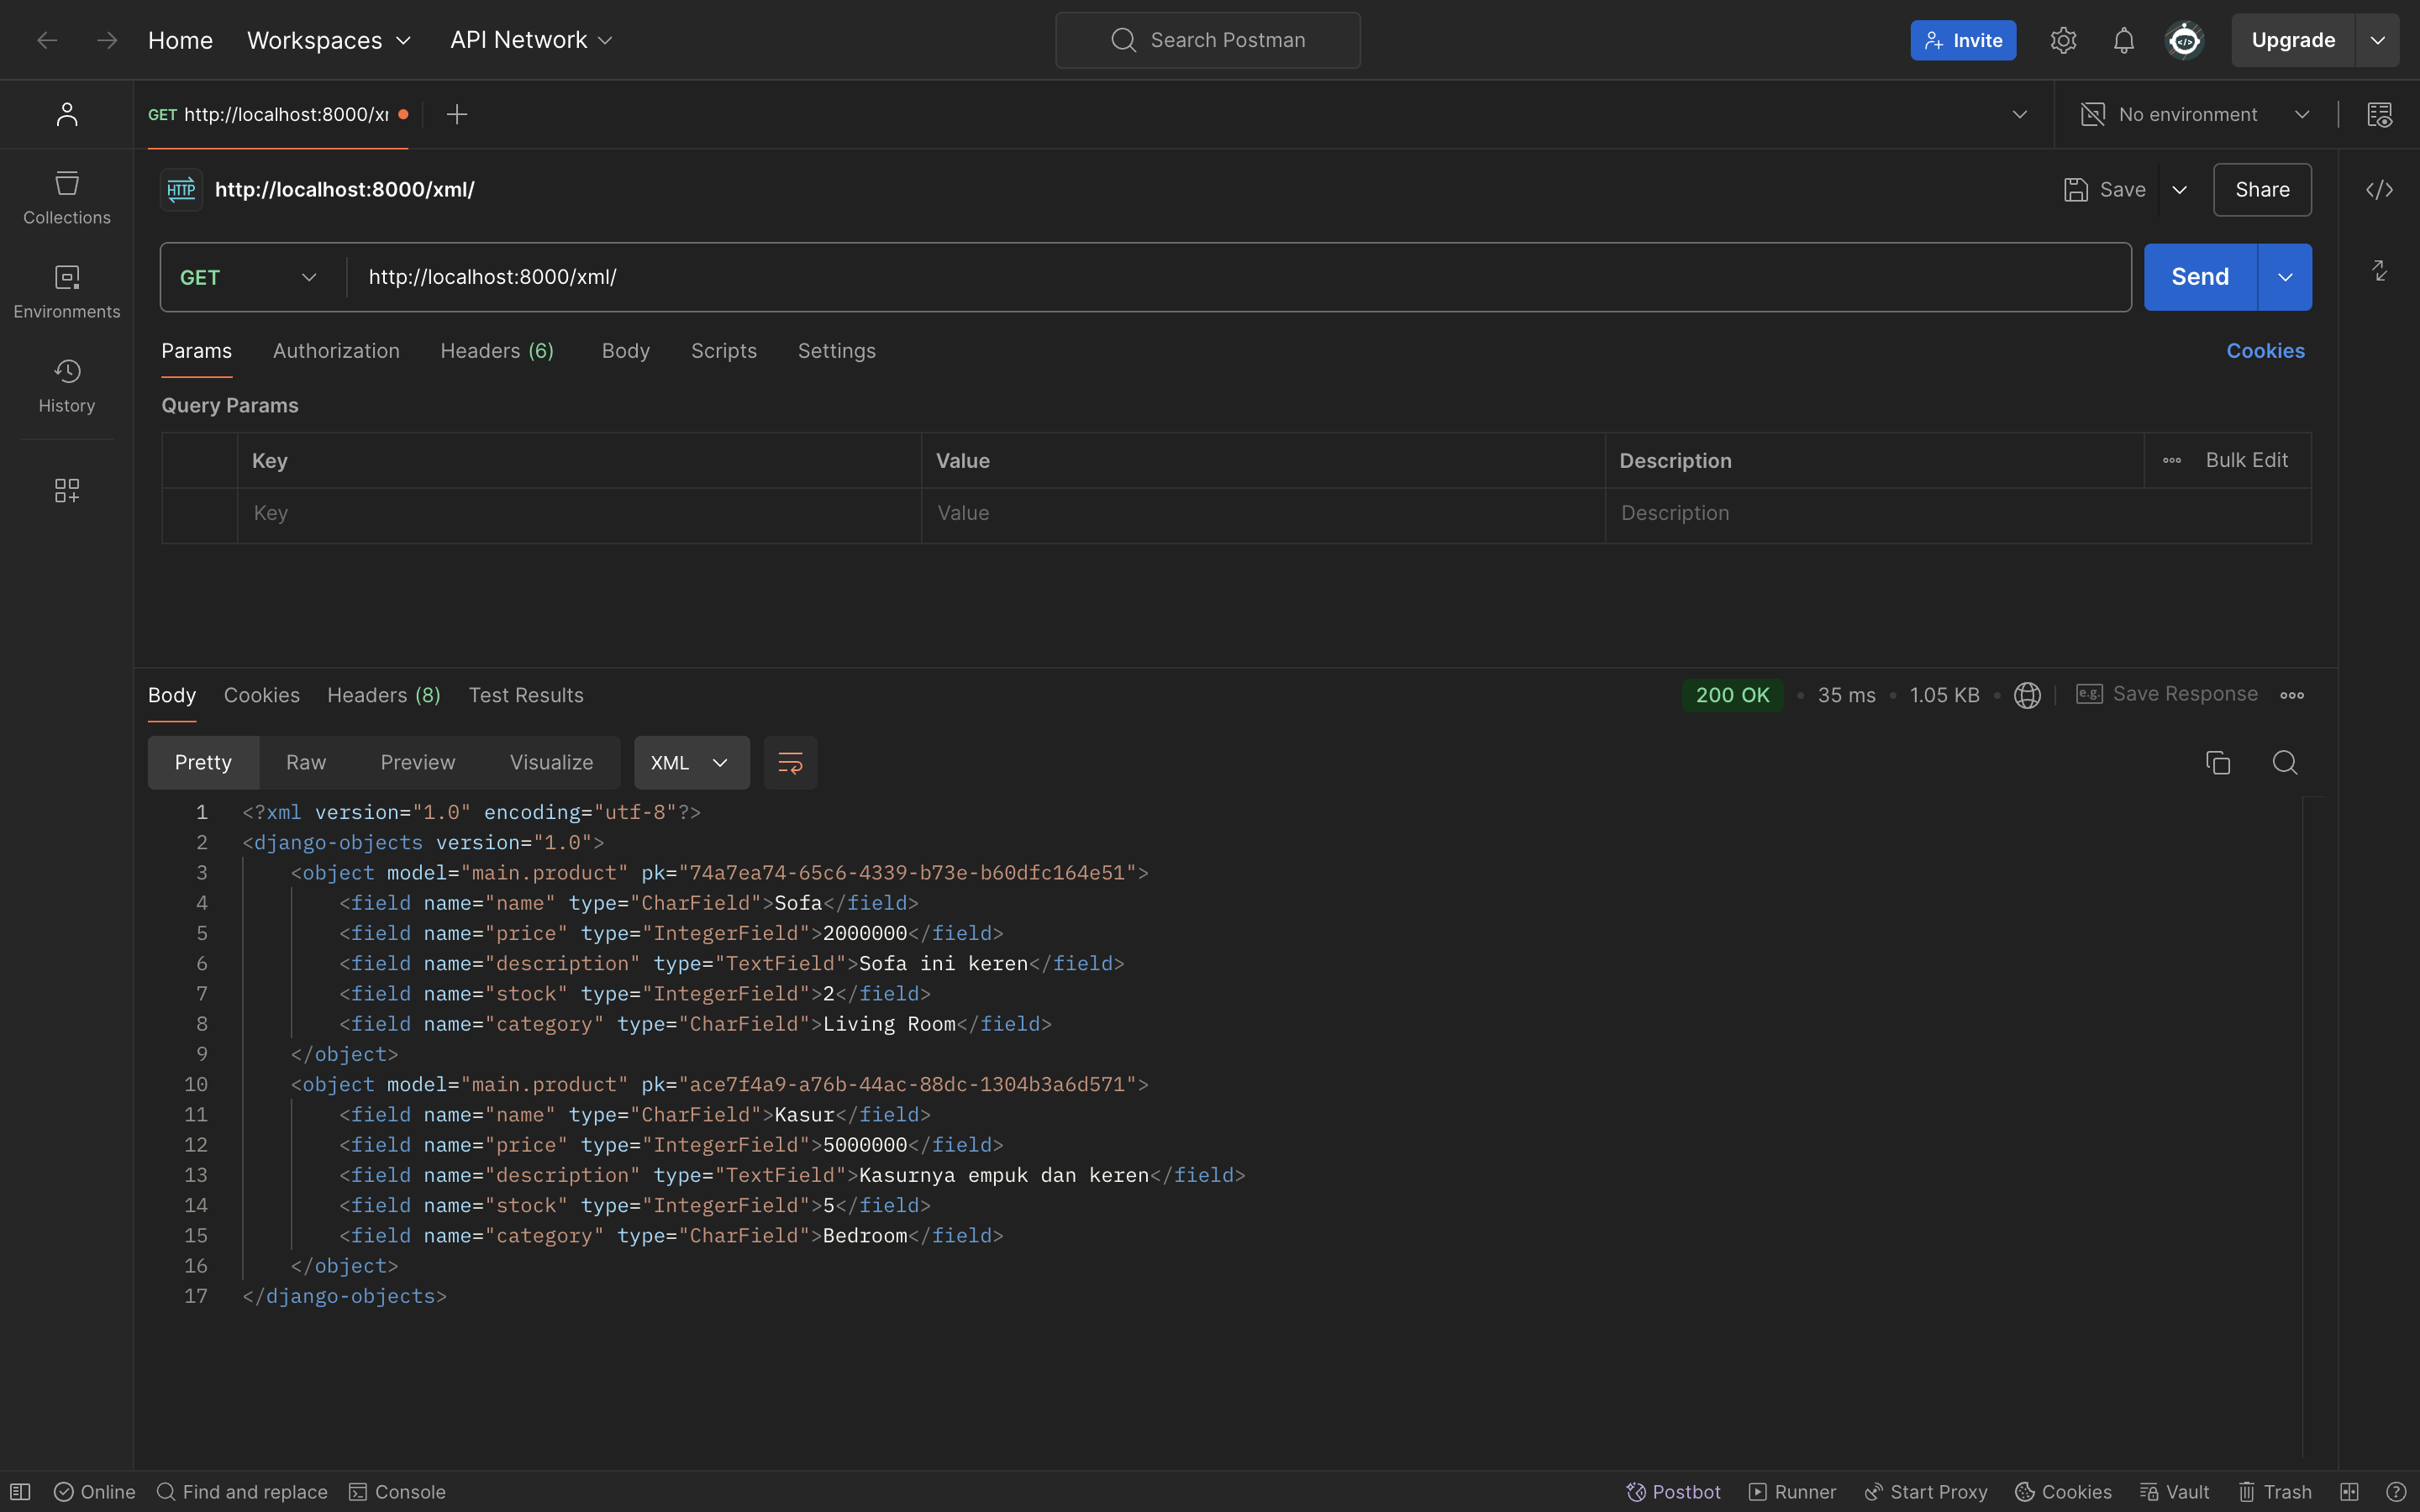 Home Workspaces API Network Search Postman Invite Upgrade
GET http://localhost:8000/xr No environment
HTTP http://localhost:8000/xml/ Save Share
GET http://localhost:8000/xml/ Send
Params Authorization Headers (6) Body Scripts Settings Cookies
Query Params
Key Value Description Bulk Edit
Key Value Description
Collections
Environments
History
Body Cookies Headers (8) Test Results 200 OK 35 ms 1.05 KB e.g. Save Response
Pretty Raw Preview Visualize XML
1 <?xml version="1.0" encoding="utf-8"?>
2 <django-objects version="1.0">
3 <object model="main.product" pk="74a7ea74-65c6-4339-b73e-b60dfc164e51">
4 <field name="name" type="CharField">Sofa</field>
5 <field name="price" type="IntegerField">2000000</field>
6 <field name="description" type="TextField">Sofa ini keren</field>
7 <field name="stock" type="IntegerField">2</field>
8 <field name="category" type="CharField">Living Room</field>
9 </object>
10 <object model="main.product" pk="ace7f4a9-a76b-44ac-88dc-1304b3a6d571">
11 <field name="name" type="CharField">Kasur</field>
12 <field name="price" type="IntegerField">5000000</field>
13 <field name="description" type="TextField">Kasurnya empuk dan keren</field>
14 <field name="stock" type="IntegerField">5</field>
15 <field name="category" type="CharField">Bedroom</field>
16 </object>
17 </django-objects>
Online Find and replace Console Postbot Runner Start Proxy Cookies Vault Trash